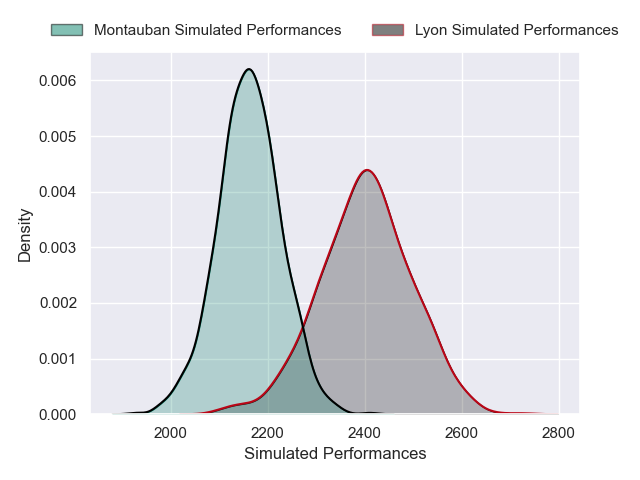 Montauban Simulated Performances Lyon Simulated Performances
0.006
0.005
0.004
0.003
0.002
0.001
0.000
Density
2000 2200 2400 2600 2800
Simulated Performances